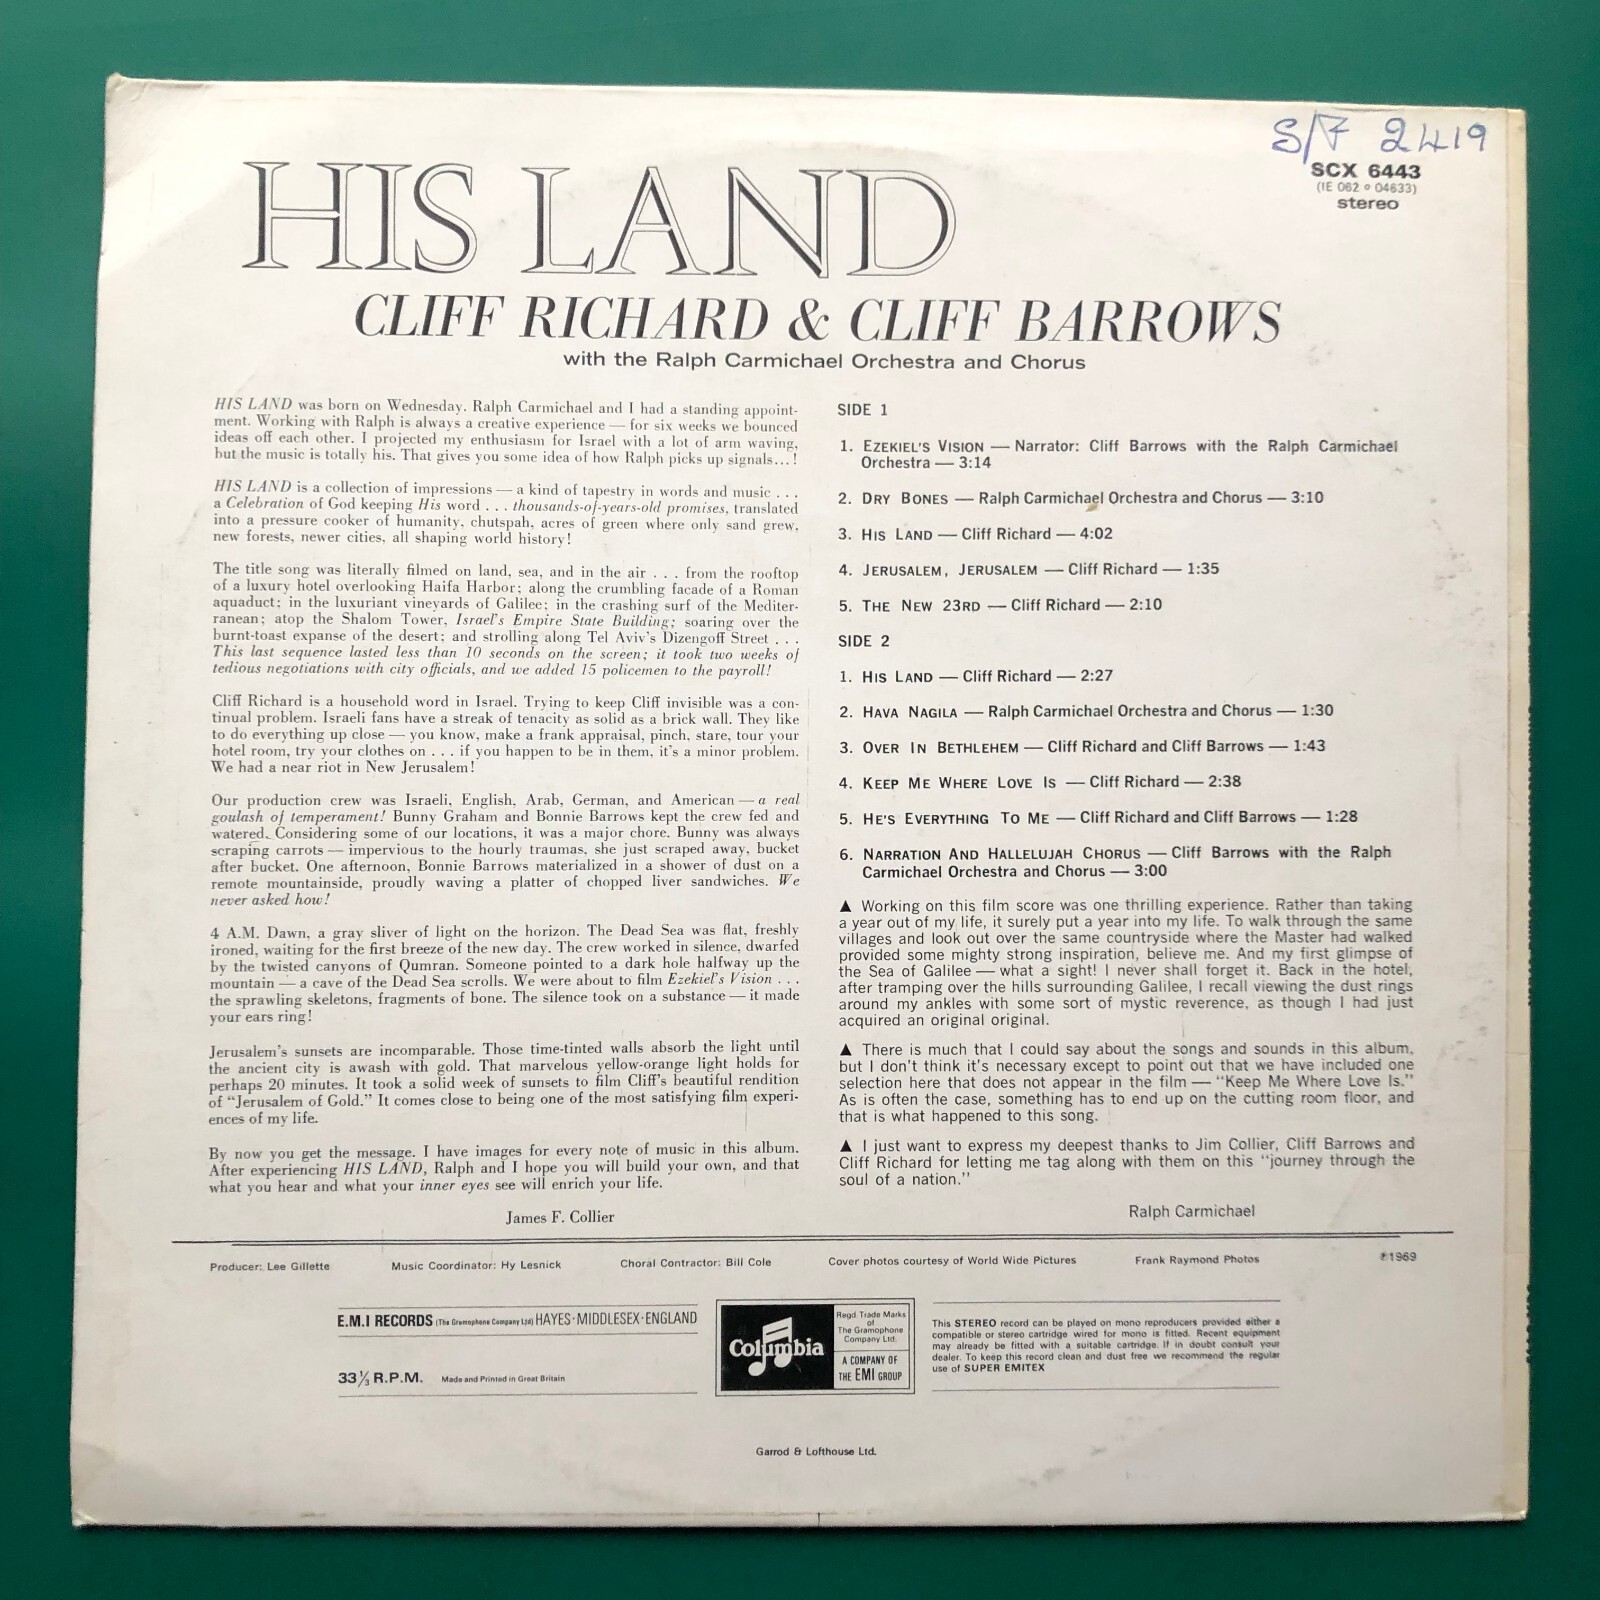 S/F 2419
SCX 6443
(IE 062 o 04633)
stereo
HIS LAND
CLIFF RICHARD & CLIFF BARROWS
with the Ralph Carmichael Orchestra and Chorus
HIS LAND was born on Wednesday. Ralph Carmichael and I had a standing appoint-
ment. Working with Ralph is always a creative experience — for six weeks we bounced
ideas off each other. I projected my enthusiasm for Israel with a lot of arm waving,
but the music is totally his. That gives you some idea of how Ralph picks up signals...!
HIS LAND is a collection of impressions — a kind of tapestry in words and music . . .
a Celebration of God keeping His word . . . thousands-of-years-old promises, translated
into a pressure cooker of humanity, chutspah, acres of green where only sand grew,
new forests, newer cities, all shaping world history!
The title song was literally filmed on land, sea, and in the air . . . from the rooftop
of a luxury hotel overlooking Haifa Harbor; along the crumbling facade of a Roman
aquaduct; in the luxuriant vineyards of Galilee; in the crashing surf of the Mediter-
ranean; atop the Shalom Tower, Israel's Empire State Building; soaring over the
burnt-toast expanse of the desert; and strolling along Tel Aviv's Dizengoff Street . . .
This last sequence lasted less than 10 seconds on the screen; it took two weeks of
tedious negotiations with city officials, and we added 15 policemen to the payroll!
Cliff Richard is a household word in Israel. Trying to keep Cliff invisible was a con-
tinual problem. Israeli fans have a streak of tenacity as solid as a brick wall. They like
to do everything up close — you know, make a frank appraisal, pinch, stare, tour your
hotel room, try your clothes on . . . if you happen to be in them, it's a minor problem.
We had a near riot in New Jerusalem!
Our production crew was Israeli, English, Arab, German, and American — a real
goulash of temperament! Bunny Graham and Bonnie Barrows kept the crew fed and
watered. Considering some of our locations, it was a major chore. Bunny was always
scraping carrots — impervious to the hourly traumas, she just scraped away, bucket
after bucket. One afternoon, Bonnie Barrows materialized in a shower of dust on a
remote mountainside, proudly waving a platter of chopped liver sandwiches. We
never asked how!
4 A.M. Dawn, a gray sliver of light on the horizon. The Dead Sea was flat, freshly
ironed, waiting for the first breeze of the new day. The crew worked in silence, dwarfed
by the twisted canyons of Qumran. Someone pointed to a dark hole halfway up the
mountain — a cave of the Dead Sea scrolls. We were about to film Ezekiel's Vision . . .
the sprawling skeletons, fragments of bone. The silence took on a substance — it made
your ears ring!
Jerusalem's sunsets are incomparable. Those time-tinted walls absorb the light until
the ancient city is awash with gold. That marvelous yellow-orange light holds for
perhaps 20 minutes. It took a solid week of sunsets to film Cliff's beautiful rendition
of "Jerusalem of Gold." It comes close to being one of the most satisfying film experi-
ences of my life.
By now you get the message. I have images for every note of music in this album.
After experiencing HIS LAND, Ralph and I hope you will build your own, and that
what you hear and what your inner eyes see will enrich your life.
James F. Collier
SIDE 1
1. EZEKIEL'S VISION — Narrator: Cliff Barrows with the Ralph Carmichael
Orchestra — 3:14
2. DRY BONES — Ralph Carmichael Orchestra and Chorus — 3:10
3. HIS LAND — Cliff Richard — 4:02
4. JERUSALEM, JERUSALEM — Cliff Richard — 1:35
5. THE NEW 23RD — Cliff Richard — 2:10
SIDE 2
1. HIS LAND — Cliff Richard — 2:27
2. HAVA NAGILA — Ralph Carmichael Orchestra and Chorus — 1:30
3. OVER IN BETHLEHEM — Cliff Richard and Cliff Barrows — 1:43
4. KEEP ME WHERE LOVE IS — Cliff Richard — 2:38
5. HE'S EVERYTHING TO ME — Cliff Richard and Cliff Barrows — 1:28
6. NARRATION AND HALLELUJAH CHORUS — Cliff Barrows with the Ralph
Carmichael Orchestra and Chorus — 3:00
▲ Working on this film score was one thrilling experience. Rather than taking
a year out of my life, it surely put a year into my life. To walk through the same
villages and look out over the same countryside where the Master had walked
provided some mighty strong inspiration, believe me. And my first glimpse of
the Sea of Galilee — what a sight! I never shall forget it. Back in the hotel,
after tramping over the hills surrounding Galilee, I recall viewing the dust rings
around my ankles with some sort of mystic reverence, as though I had just
acquired an original original.
▲ There is much that I could say about the songs and sounds in this album,
but I don't think it's necessary except to point out that we have included one
selection here that does not appear in the film — "Keep Me Where Love Is."
As is often the case, something has to end up on the cutting room floor, and
that is what happened to this song.
▲ I just want to express my deepest thanks to Jim Collier, Cliff Barrows and
Cliff Richard for letting me tag along with them on this "journey through the
soul of a nation."
Ralph Carmichael
Producer: Lee Gillette
Music Coordinator: Hy Lesnick
Choral Contractor: Bill Cole
Cover photos courtesy of World Wide Pictures
Frank Raymond Photos
℗1969
E.M.I RECORDS (The Gramophone Company Ltd) HAYES·MIDDLESEX·ENGLAND
33⅓ R.P.M. Made and Printed in Great Britain
Columbia
Regd Trade Marks
of
The Gramophone
Company Ltd.
A COMPANY OF
THE EMI GROUP
This STEREO record can be played on mono reproducers provided either a
compatible or stereo cartridge wired for mono is fitted. Recent equipment
may already be fitted with a suitable cartridge. If in doubt consult your
dealer. To keep this record clean and dust free we recommend the regular
use of SUPER EMITEX
Garrod & Lofthouse Ltd.